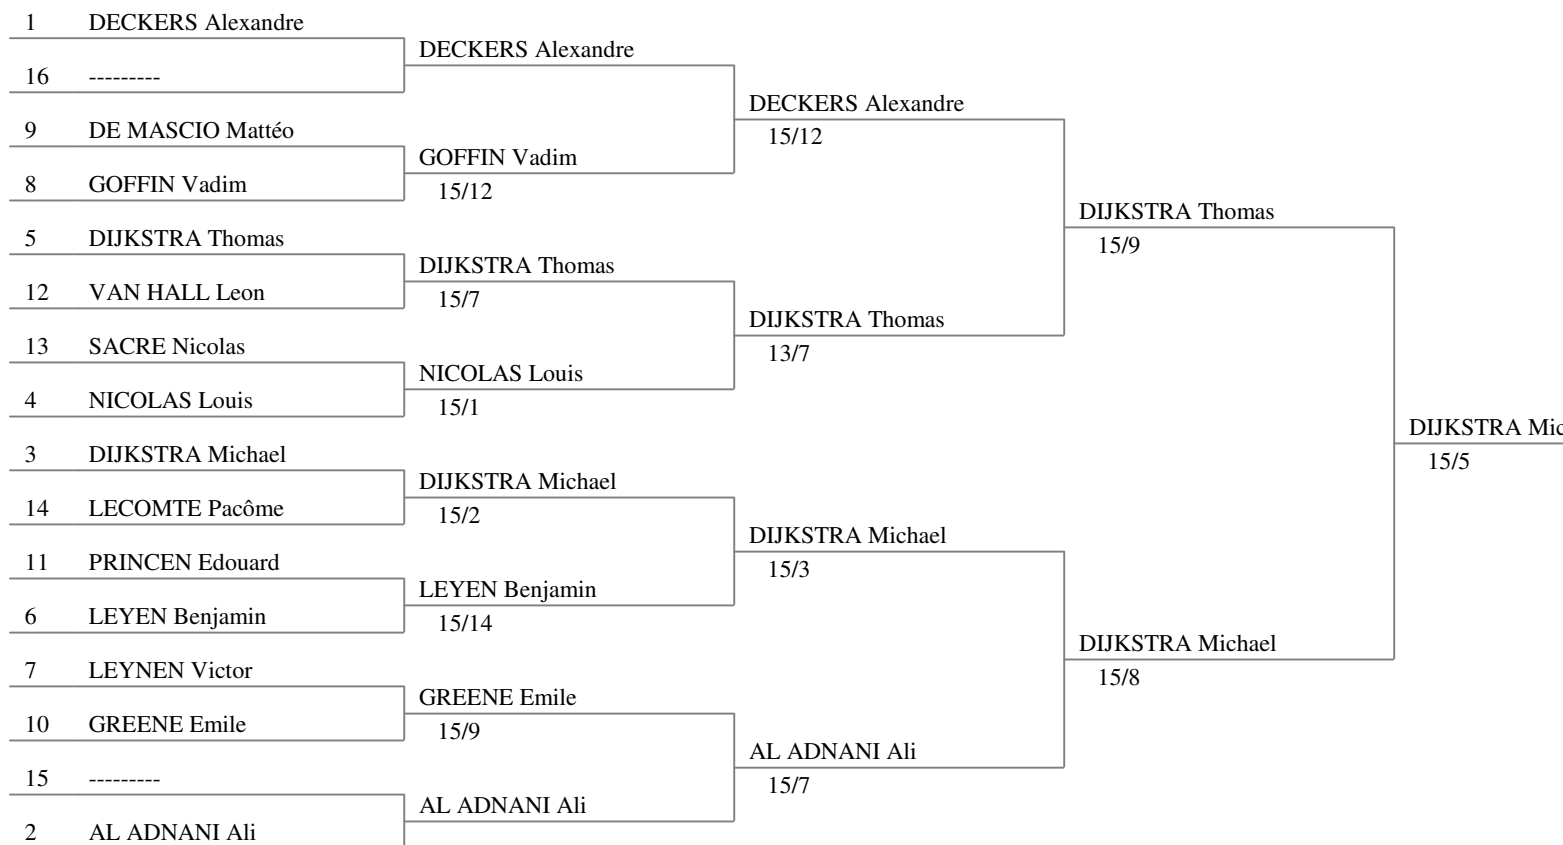 1 DECKERS Alexandre
16 ---------
9 DE MASCIO Mattéo
8 GOFFIN Vadim
5 DIJKSTRA Thomas
12 VAN HALL Leon
13 SACRE Nicolas
4 NICOLAS Louis
3 DIJKSTRA Michael
14 LECOMTE Pacôme
11 PRINCEN Edouard
6 LEYEN Benjamin
7 LEYNEN Victor
10 GREENE Emile
15 ---------
2 AL ADNANI Ali
DECKERS Alexandre
GOFFIN Vadim
15/12
DIJKSTRA Thomas
15/7
NICOLAS Louis
15/1
DIJKSTRA Michael
15/2
LEYEN Benjamin
15/14
GREENE Emile
15/9
AL ADNANI Ali
DECKERS Alexandre
15/12
DIJKSTRA Thomas
13/7
DIJKSTRA Michael
15/3
AL ADNANI Ali
15/7
DIJKSTRA Thomas
15/9
DIJKSTRA Michael
15/8
DIJKSTRA Mic
15/5